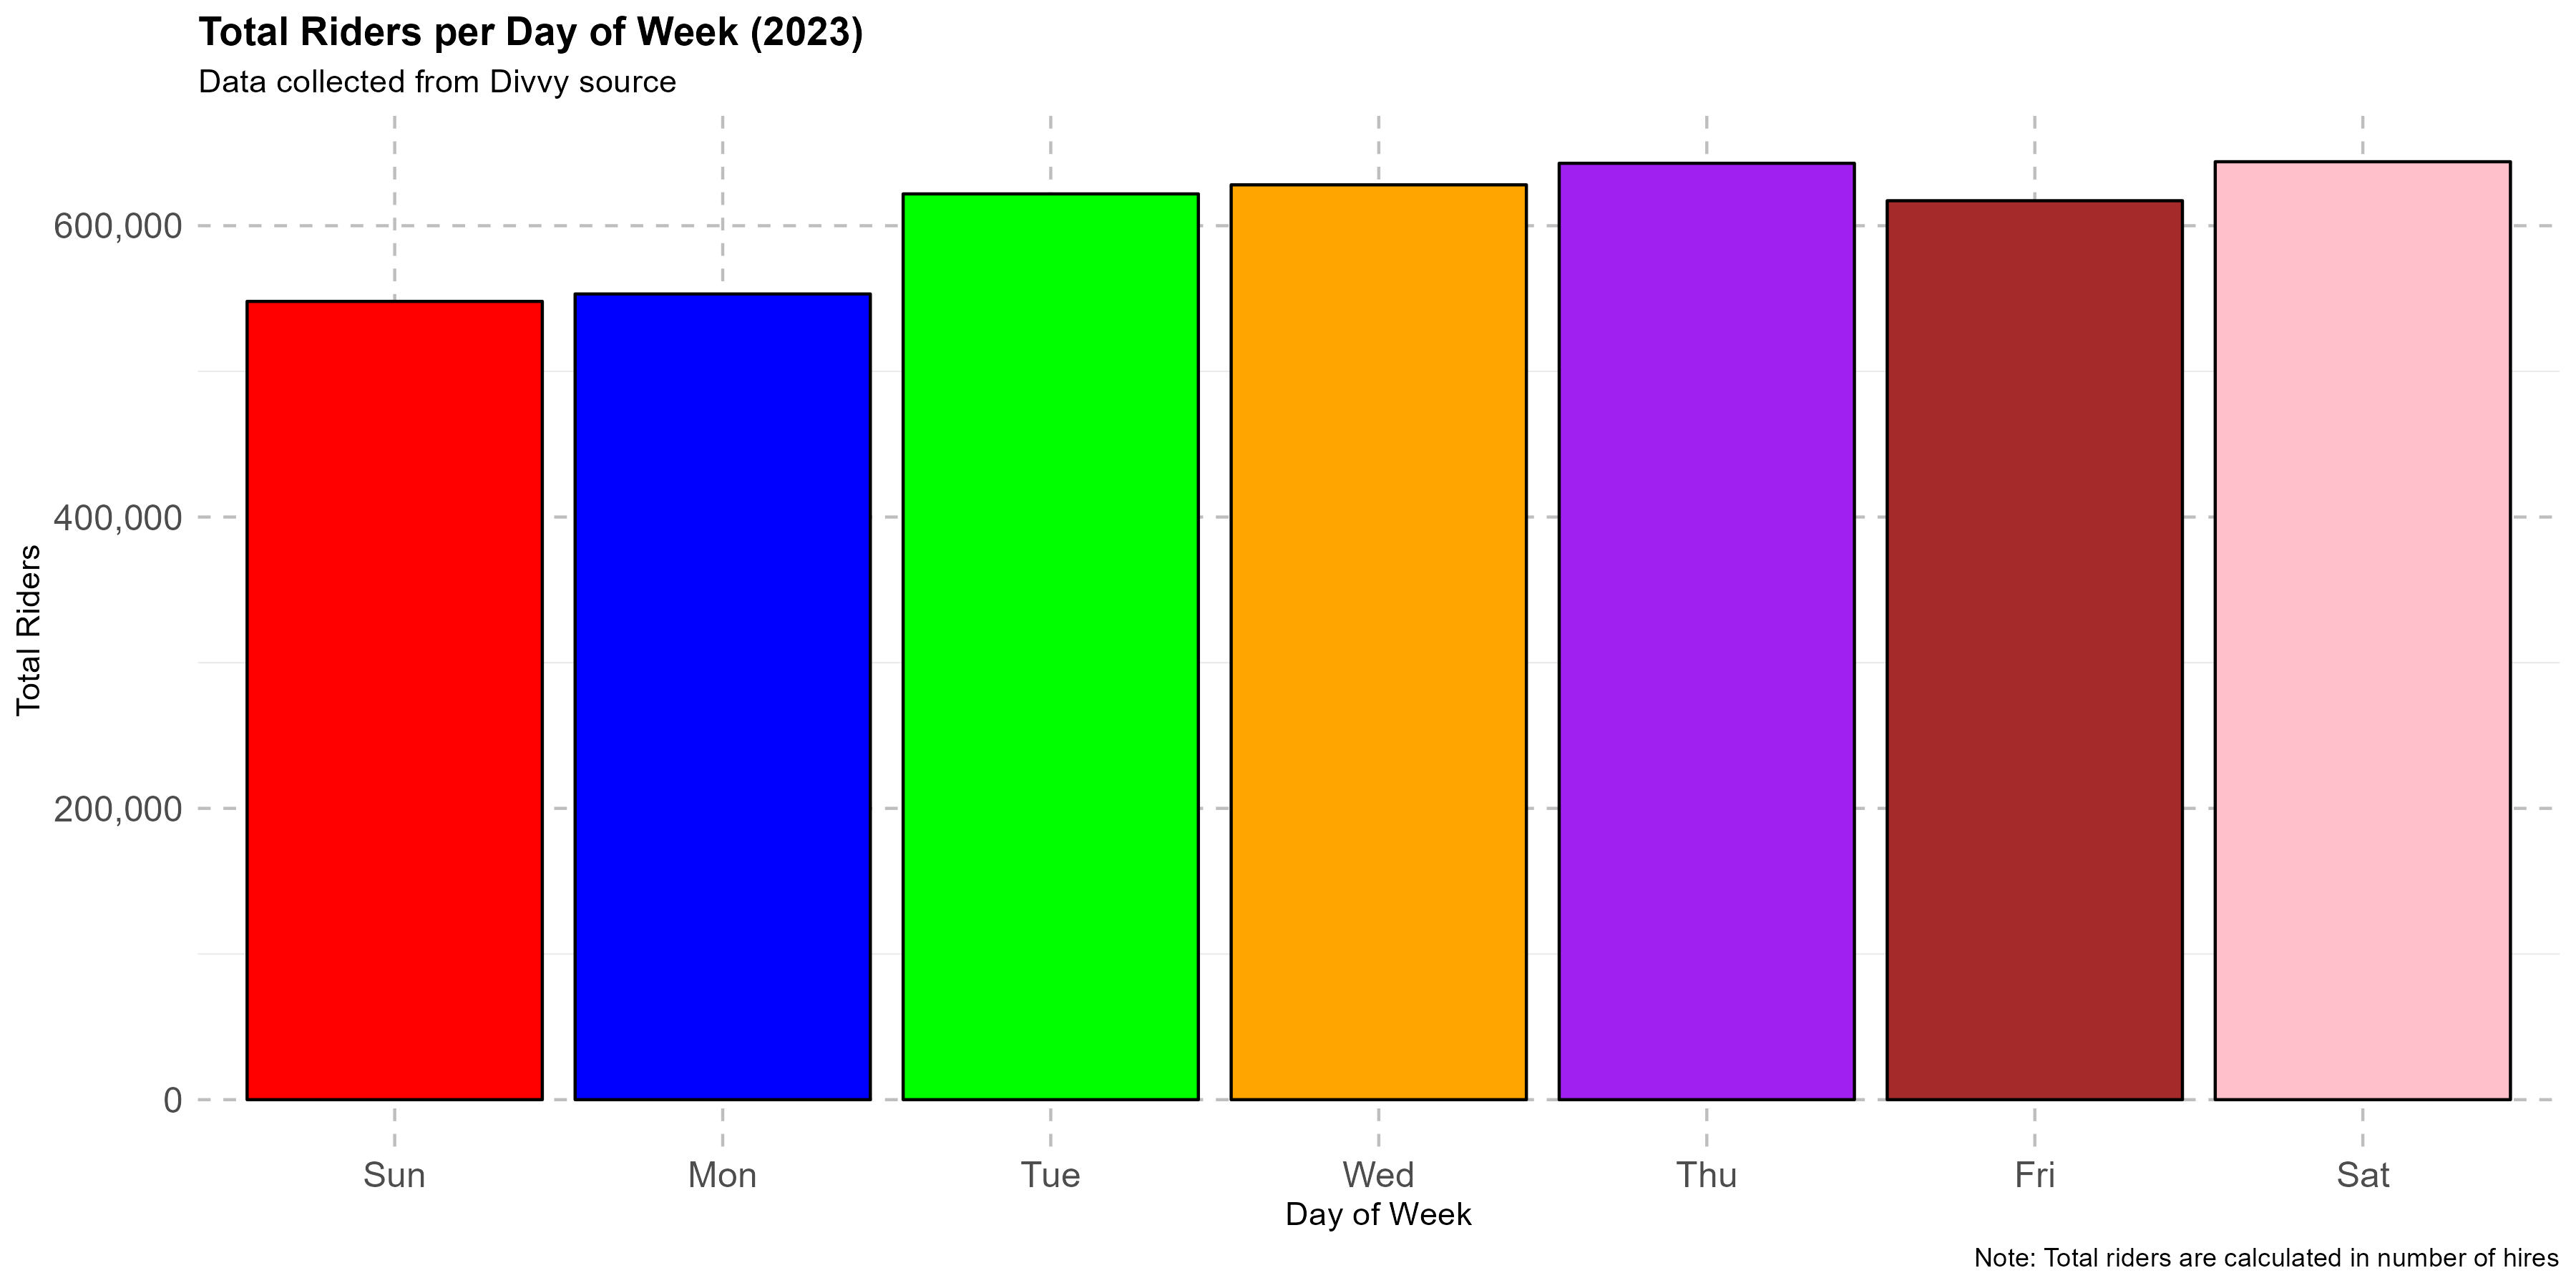 Total Riders per Day of Week (2023)
Data collected from Divvy source
Total Riders
600,000
400,000
200,000
0
Sun Mon Tue Wed Thu Fri Sat
Day of Week
Note: Total riders are calculated in number of hires